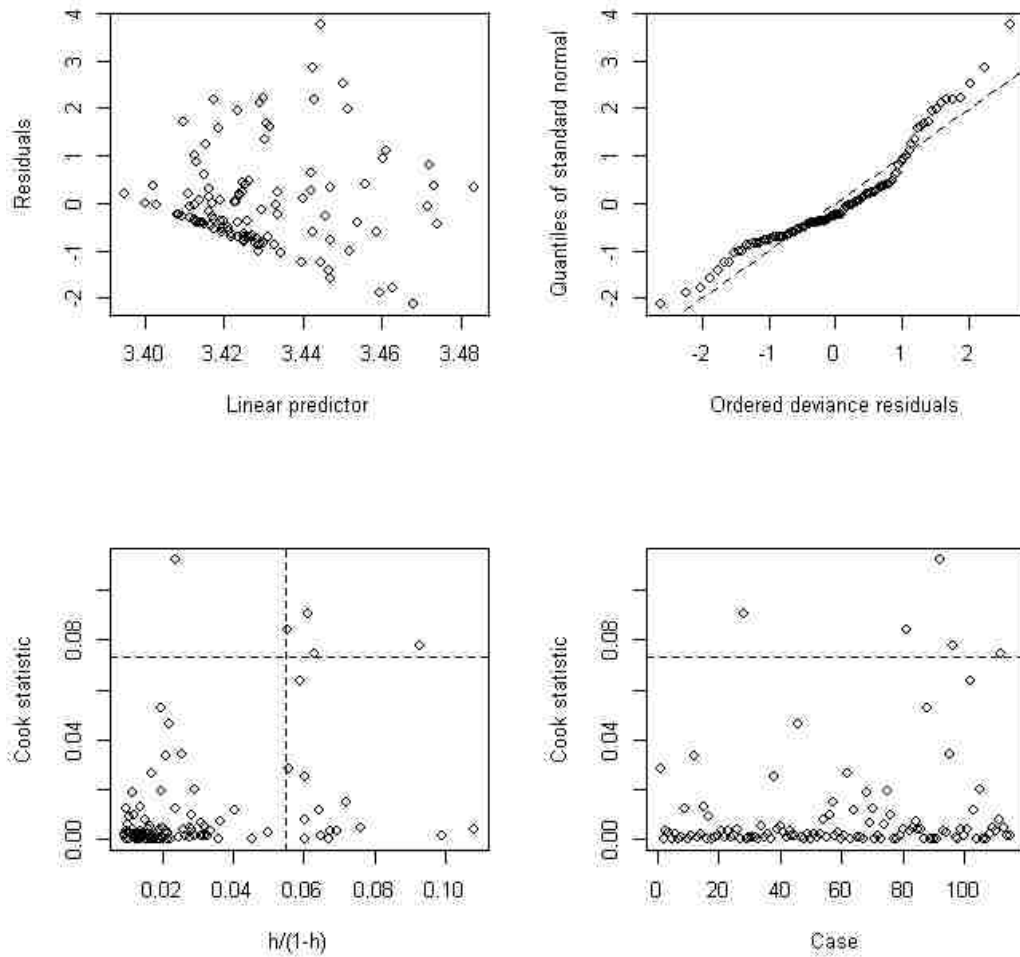 4
3
2
1
0
-1
-2
Residuals
3.40 3.42 3.44 3.46 3.48
Linear predictor
4
3
2
1
0
-1
-2
Quantiles of standard normal
-2 -1 0 1 2
Ordered deviance residuals
0.08
0.04
0.00
Cook statistic
0.02 0.04 0.06 0.08 0.10
h/(1-h)
0.08
0.04
0.00
Cook statistic
0 20 40 60 80 100
Case